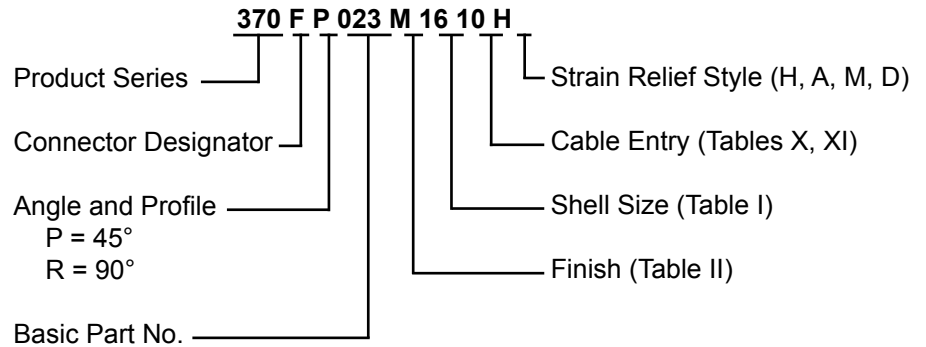 370 F P 023 M 16 10 H
Product Series
Connector Designator
Angle and Profile
P = 45°
R = 90°
Basic Part No.
Strain Relief Style (H, A, M, D)
Cable Entry (Tables X, XI)
Shell Size (Table I)
Finish (Table II)